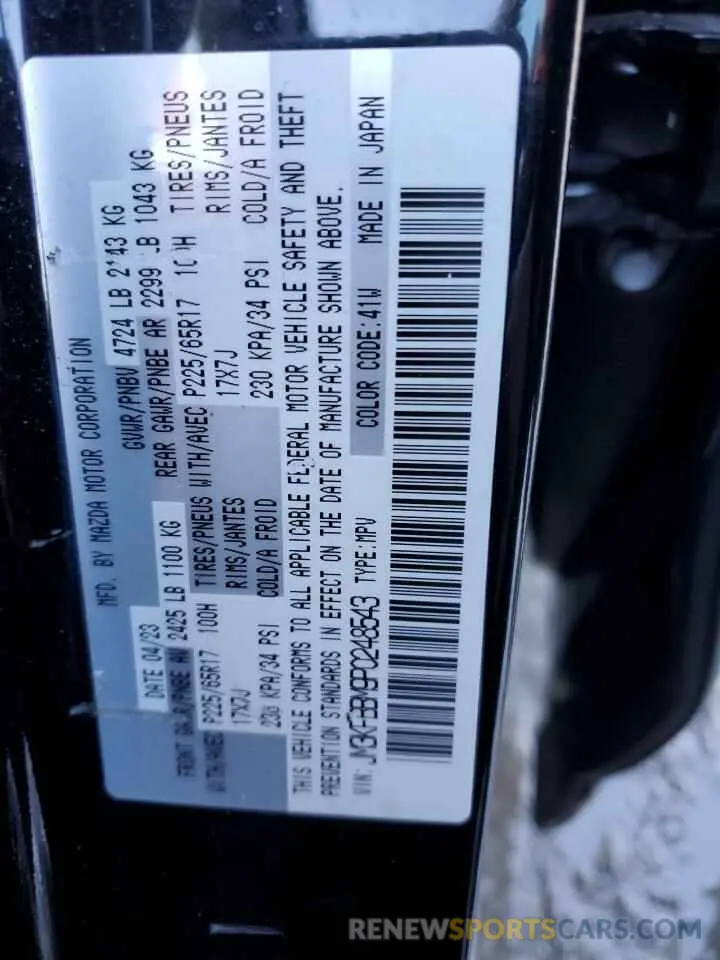 MFD. BY MAZDA MOTOR CORPORATION
DATE 04/23 GVWR/PNBV 4724 LB 2143 KG
FRONT GAWR/PNBE AV 2425 LB 1100 KG REAR GAWR/PNBE AR 2299 LB 1043 KG
WITH/AVEC P225/65R17 100H TIRES/PNEUS WITH/AVEC P225/65R17 100H TIRES/PNEUS
17X7J RIMS/JANTES 17X7J RIMS/JANTES
230 KPA/34 PSI COLD/A FROID 230 KPA/34 PSI COLD/A FROID
THIS VEHICLE CONFORMS TO ALL APPLICABLE FEDERAL MOTOR VEHICLE SAFETY AND THEFT
PREVENTION STANDARDS IN EFFECT ON THE DATE OF MANUFACTURE SHOWN ABOVE.
VIN: JM3KFBBM9P0248543 TYPE:MPV COLOR CODE:41W MADE IN JAPAN
RENEWSPORTSCARS.COM